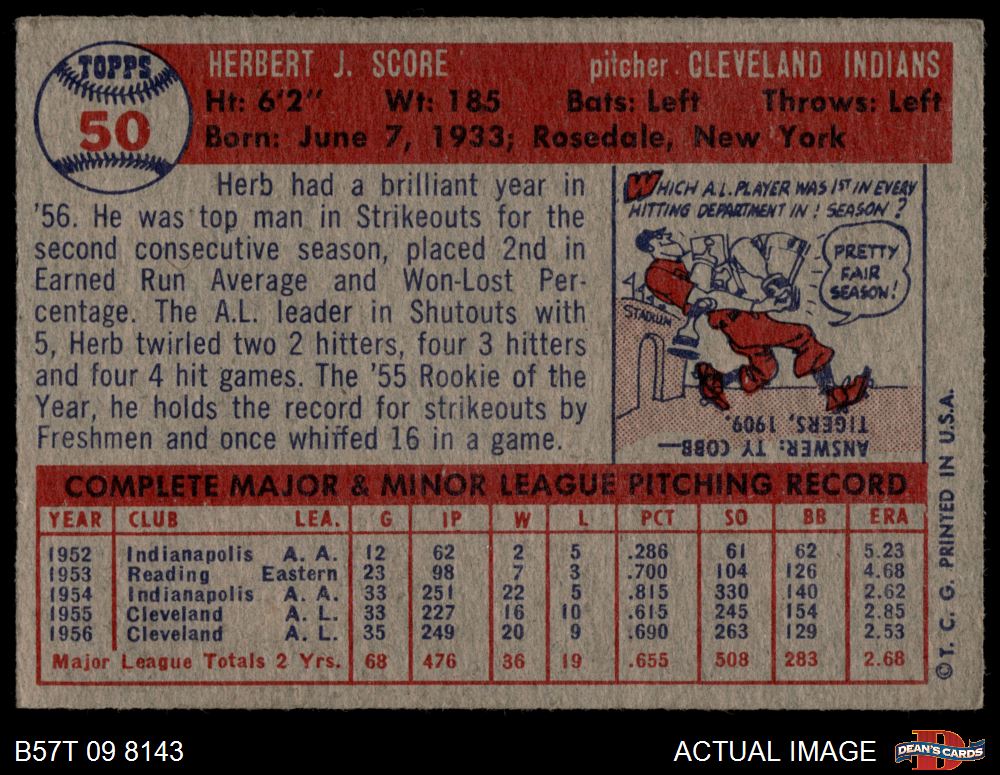 TOPPS
50
HERBERT J. SCORE pitcher · CLEVELAND INDIANS
Ht: 6'2" Wt: 185 Bats: Left Throws: Left
Born: June 7, 1933; Rosedale, New York
Herb had a brilliant year in
'56. He was top man in Strikeouts for the
second consecutive season, placed 2nd in
Earned Run Average and Won-Lost Per-
centage. The A.L. leader in Shutouts with
5, Herb twirled two 2 hitters, four 3 hitters
and four 4 hit games. The '55 Rookie of the
Year, he holds the record for strikeouts by
Freshmen and once whiffed 16 in a game.
WHICH A.L. PLAYER WAS 1ST IN EVERY
HITTING DEPARTMENT IN 1 SEASON?
PRETTY
FAIR
SEASON!
STADIUM
ANSWER: TY COBB—
TIGERS, 1909.
COMPLETE MAJOR & MINOR LEAGUE PITCHING RECORD
YEAR CLUB LEA. G IP W L PCT SO BB ERA
1952 Indianapolis A. A. 12 62 2 5 .286 61 62 5.23
1953 Reading Eastern 23 98 7 3 .700 104 126 4.68
1954 Indianapolis A. A. 33 251 22 5 .815 330 140 2.62
1955 Cleveland A. L. 33 227 16 10 .615 245 154 2.85
1956 Cleveland A. L. 35 249 20 9 .690 263 129 2.53
Major League Totals 2 Yrs. 68 476 36 19 .655 508 283 2.68
© T. C. G. PRINTED IN U.S.A.
B57T 09 8143
ACTUAL IMAGE
D
DEAN'S CARDS